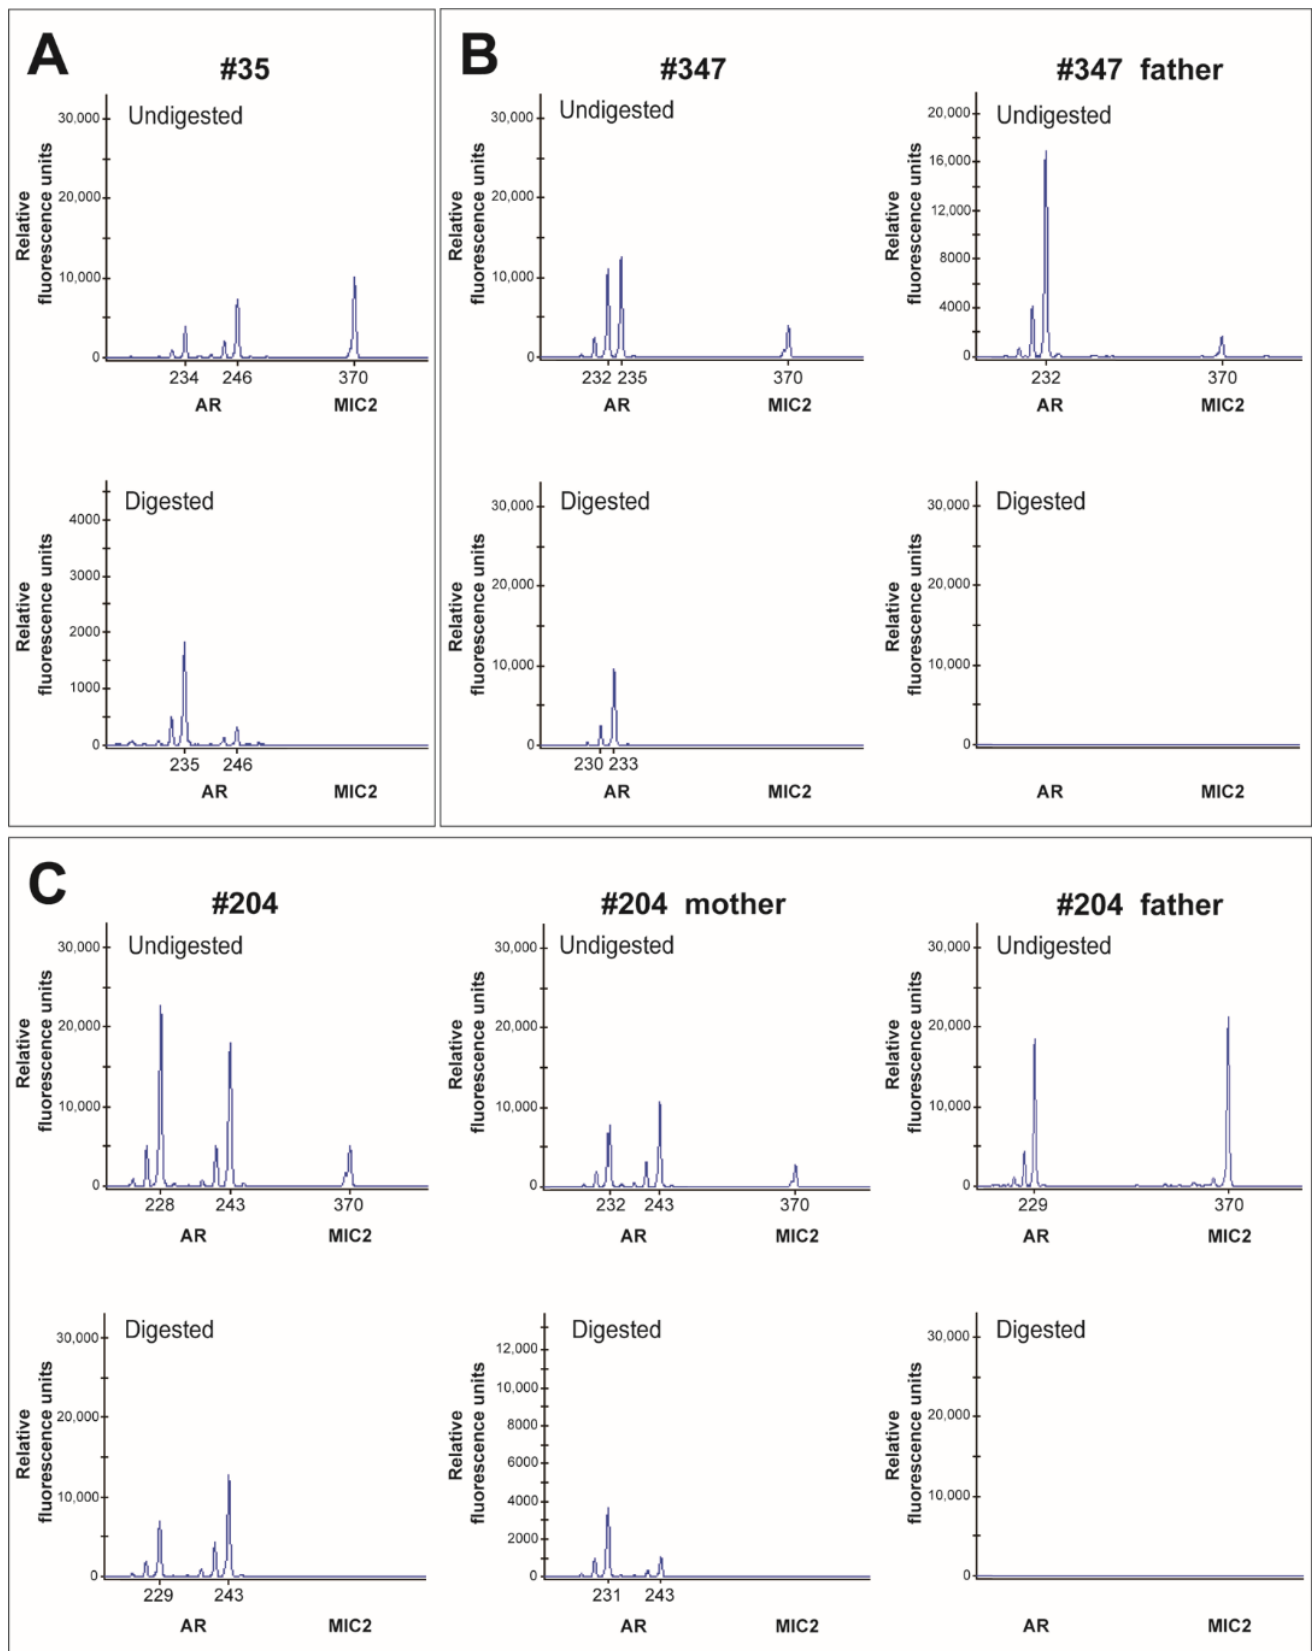 A
#35
Undigested
Relative
fluorescence units
30,000
20,000
10,000
0
234 246 370
AR MIC2
Digested
Relative
fluorescence units
4000
3000
2000
1000
0
235 246
AR MIC2
B
#347
Undigested
Relative
fluorescence units
30,000
20,000
10,000
0
232 235 370
AR MIC2
Digested
Relative
fluorescence units
30,000
20,000
10,000
0
230 233
AR MIC2
#347 father
Undigested
Relative
fluorescence units
20,000
16,000
12,000
8000
4000
0
232 370
AR MIC2
Digested
Relative
fluorescence units
30,000
20,000
10,000
0
AR MIC2
C
#204
Undigested
Relative
fluorescence units
30,000
20,000
10,000
0
228 243 370
AR MIC2
Digested
Relative
fluorescence units
30,000
20,000
10,000
0
229 243
AR MIC2
#204 mother
Undigested
Relative
fluorescence units
30,000
20,000
10,000
0
232 243 370
AR MIC2
Digested
Relative
fluorescence units
12,000
10,000
8000
6000
4000
2000
0
231 243
AR MIC2
#204 father
Undigested
Relative
fluorescence units
30,000
20,000
10,000
0
229 370
AR MIC2
Digested
Relative
fluorescence units
30,000
20,000
10,000
0
AR MIC2